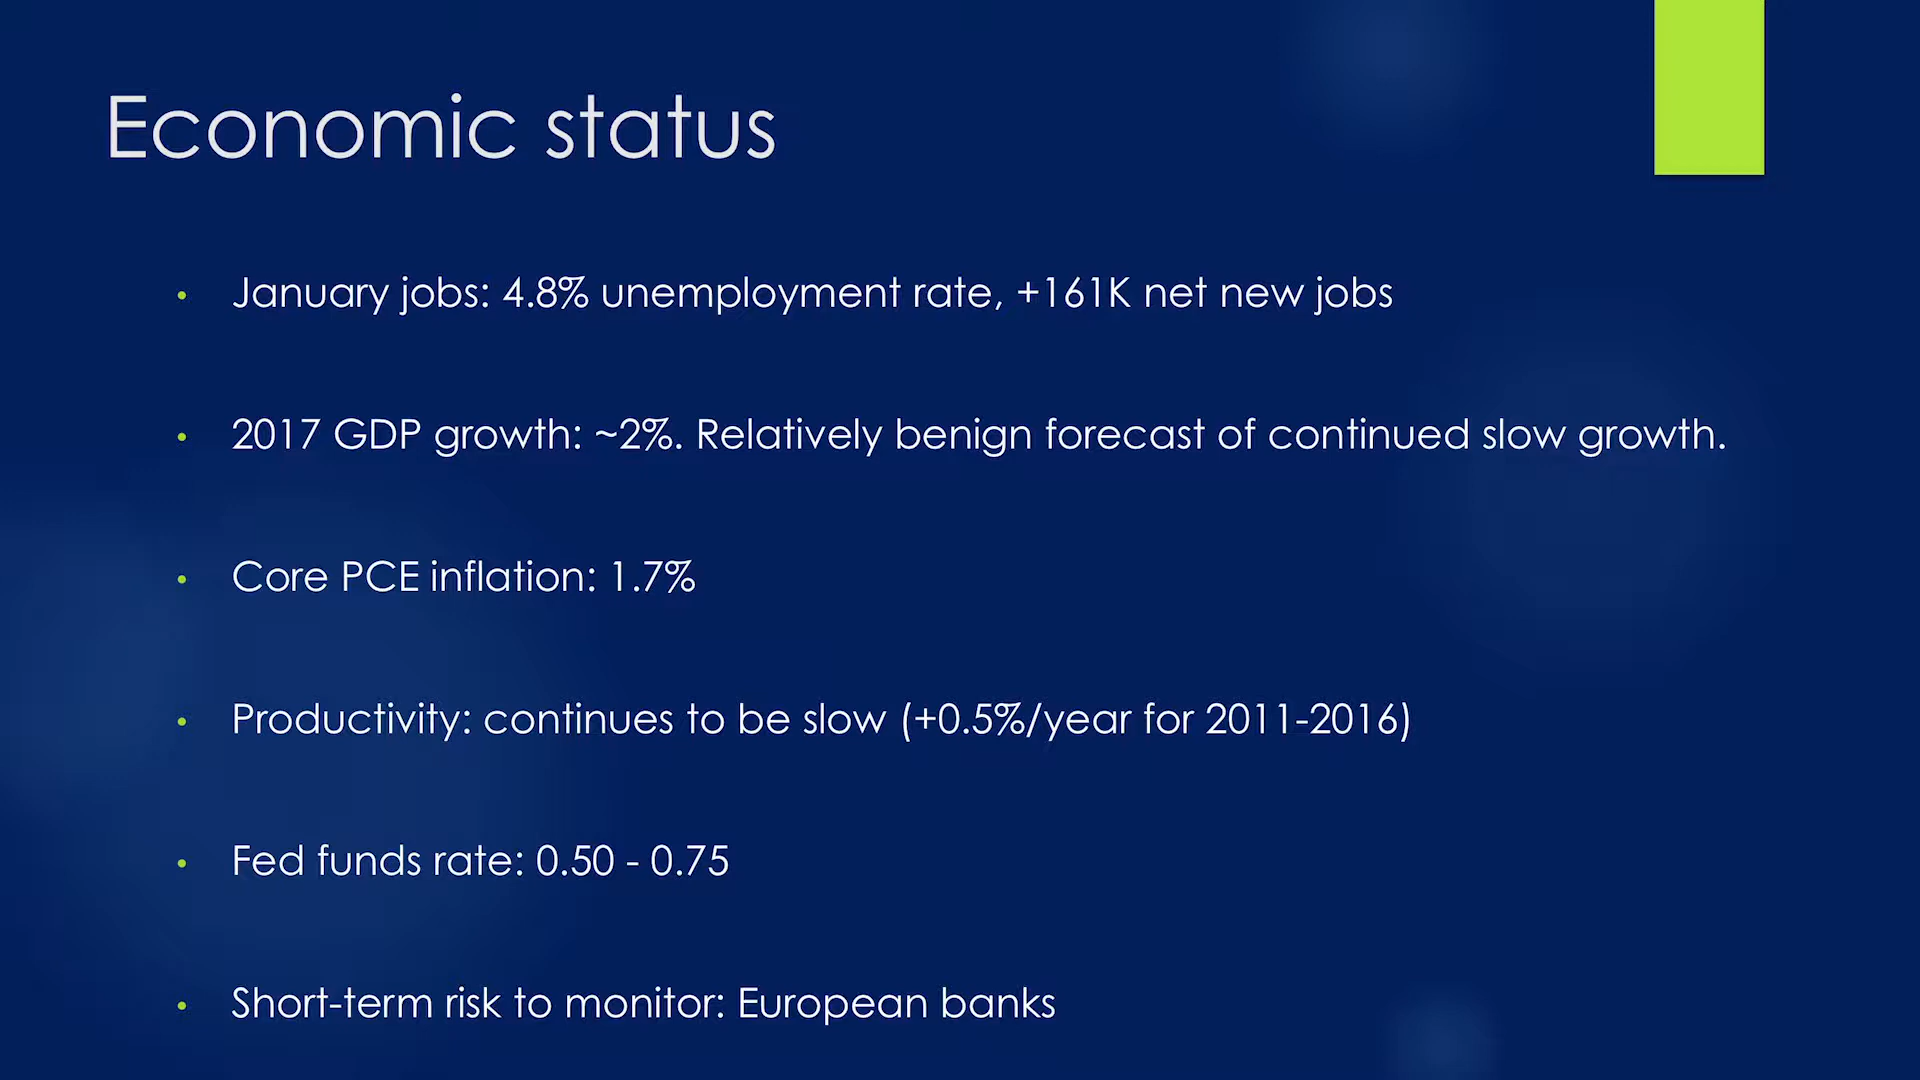 Economic status
• January jobs: 4.8% unemployment rate, +161K net new jobs
• 2017 GDP growth: ~2%. Relatively benign forecast of continued slow growth.
• Core PCE inflation: 1.7%
• Productivity: continues to be slow (+0.5%/year for 2011-2016)
• Fed funds rate: 0.50 - 0.75
• Short-term risk to monitor: European banks